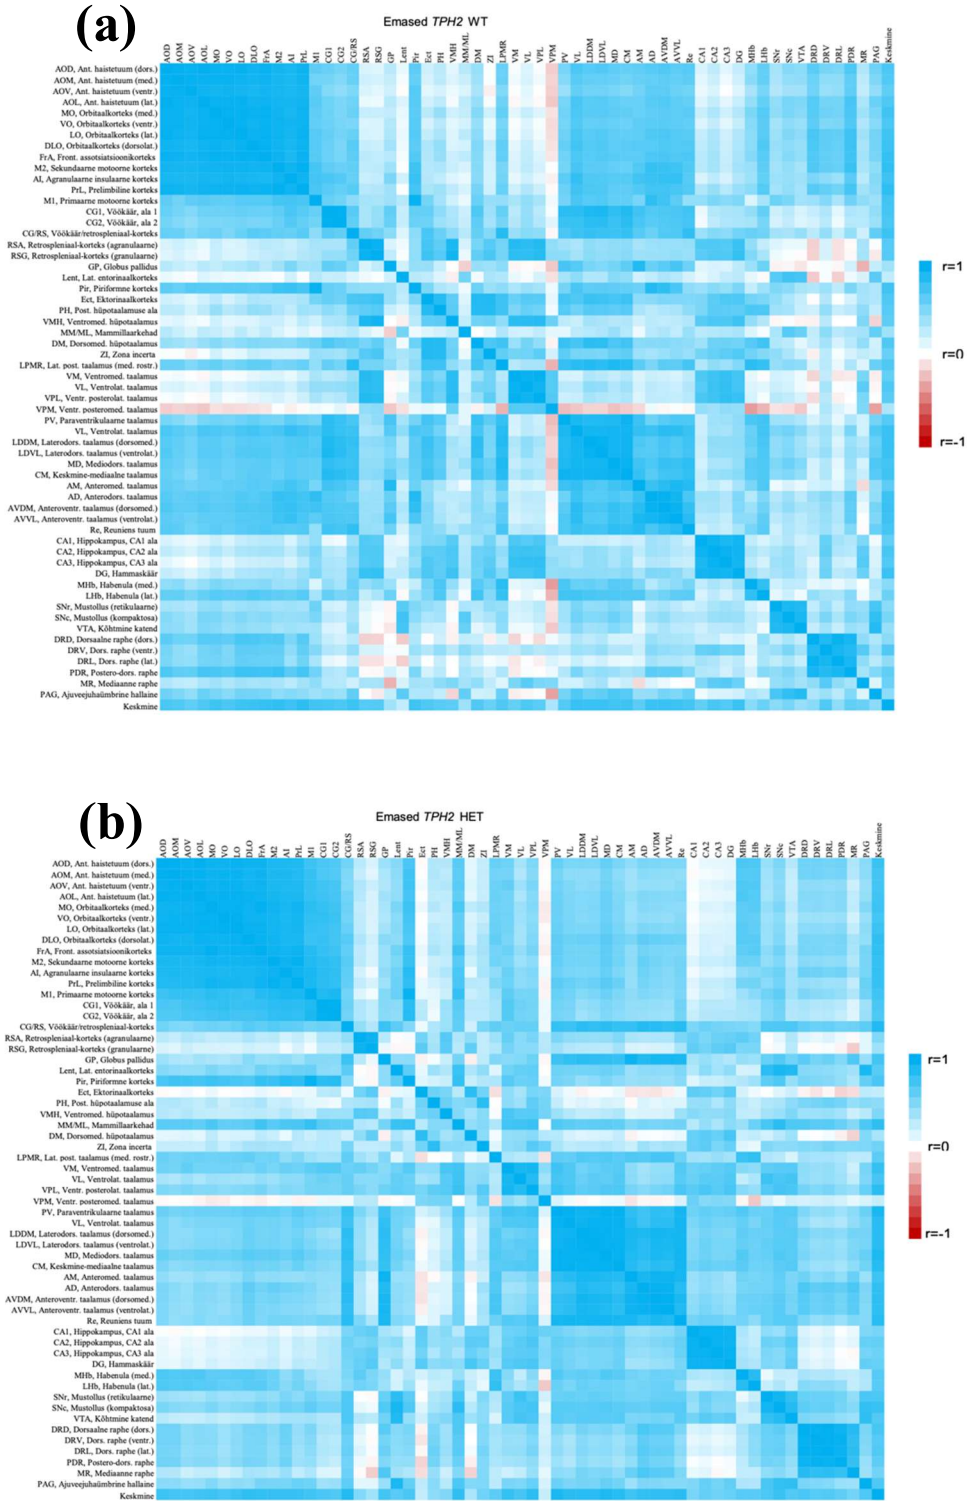 (a)
Emased TPH2 WT
AOD AOM AOV AOL MO VO LO DLO FrA M2 AI PrL M1 CG1 CG2 CG/RS RSA RSG GP Lent Pir Ect PH VMH MM/ML DM ZI LPMR VM VL VPL VPM PV VL LDDM LDVL MD CM AM AD AVDM AVVL Re CA1 CA2 CA3 DG MHb LHb SNr SNc VTA DRD DRV DRL PDR MR PAG Keskmine
AOD, Ant. haistetuum (dors.)
AOM, Ant. haistetuum (med.)
AOV, Ant. haistetuum (ventr.)
AOL, Ant. haistetuum (lat.)
MO, Orbitaalkorteks (med.)
VO, Orbitaalkorteks (ventr.)
LO, Orbitaalkorteks (lat.)
DLO, Orbitaalkorteks (dorsolat.)
FrA, Front. assotsiatsioonikorteks
M2, Sekundaarne motoorne korteks
AI, Agranulaarne insulaarne korteks
PrL, Prelimbiline korteks
M1, Primaarne motoorne korteks
CG1, Vöökäär, ala 1
CG2, Vöökäär, ala 2
CG/RS, Vöökäär/retrospleniaal-korteks
RSA, Retrospleniaal-korteks (agranulaarne)
RSG, Retrospleniaal-korteks (granulaarne)
GP, Globus pallidus
Lent, Lat. entorinaalkorteks
Pir, Piriformne korteks
Ect, Ektorinaalkorteks
PH, Post. hüpotaalamuse ala
VMH, Ventromed. hüpotaalamus
MM/ML, Mammillaarkehad
DM, Dorsomed. hüpotaalamus
ZI, Zona incerta
LPMR, Lat. post. taalamus (med. rostr.)
VM, Ventromed. taalamus
VL, Ventrolat. taalamus
VPL, Ventr. posterolat. taalamus
VPM, Ventr. posteromed. taalamus
PV, Paraventrikulaarne taalamus
VL, Ventrolat. taalamus
LDDM, Laterodors. taalamus (dorsomed.)
LDVL, Laterodors. taalamus (ventrolat.)
MD, Mediodors. taalamus
CM, Keskmine-mediaalne taalamus
AM, Anteromed. taalamus
AD, Anterodors. taalamus
AVDM, Anteroventr. taalamus (dorsomed.)
AVVL, Anteroventr. taalamus (ventrolat.)
Re, Reuniens tuum
CA1, Hippokampus, CA1 ala
CA2, Hippokampus, CA2 ala
CA3, Hippokampus, CA3 ala
DG, Hammaskäär
MHb, Habenula (med.)
LHb, Habenula (lat.)
SNr, Mustollus (retikulaarne)
SNc, Mustollus (kompaktosa)
VTA, Kõhtmine katend
DRD, Dorsaalne raphe (dors.)
DRV, Dors. raphe (ventr.)
DRL, Dors. raphe (lat.)
PDR, Postero-dors. raphe
MR, Mediaanne raphe
PAG, Ajuveejuhaümbrine hallaine
Keskmine
r=1
r=0
r=-1
(b)
Emased TPH2 HET
AOD AOM AOV AOL MO VO LO DLO FrA M2 AI PrL M1 CG1 CG2 CG/RS RSA RSG GP Lent Pir Ect PH VMH MM/ML DM ZI LPMR VM VL VPL VPM PV VL LDDM LDVL MD CM AM AD AVDM AVVL Re CA1 CA2 CA3 DG MHb LHb SNr SNc VTA DRD DRV DRL PDR MR PAG Keskmine
AOD, Ant. haistetuum (dors.)
AOM, Ant. haistetuum (med.)
AOV, Ant. haistetuum (ventr.)
AOL, Ant. haistetuum (lat.)
MO, Orbitaalkorteks (med.)
VO, Orbitaalkorteks (ventr.)
LO, Orbitaalkorteks (lat.)
DLO, Orbitaalkorteks (dorsolat.)
FrA, Front. assotsiatsioonikorteks
M2, Sekundaarne motoorne korteks
AI, Agranulaarne insulaarne korteks
PrL, Prelimbiline korteks
M1, Primaarne motoorne korteks
CG1, Vöökäär, ala 1
CG2, Vöökäär, ala 2
CG/RS, Vöökäär/retrospleniaal-korteks
RSA, Retrospleniaal-korteks (agranulaarne)
RSG, Retrospleniaal-korteks (granulaarne)
GP, Globus pallidus
Lent, Lat. entorinaalkorteks
Pir, Piriformne korteks
Ect, Ektorinaalkorteks
PH, Post. hüpotaalamuse ala
VMH, Ventromed. hüpotaalamus
MM/ML, Mammillaarkehad
DM, Dorsomed. hüpotaalamus
ZI, Zona incerta
LPMR, Lat. post. taalamus (med. rostr.)
VM, Ventromed. taalamus
VL, Ventrolat. taalamus
VPL, Ventr. posterolat. taalamus
VPM, Ventr. posteromed. taalamus
PV, Paraventrikulaarne taalamus
VL, Ventrolat. taalamus
LDDM, Laterodors. taalamus (dorsomed.)
LDVL, Laterodors. taalamus (ventrolat.)
MD, Mediodors. taalamus
CM, Keskmine-mediaalne taalamus
AM, Anteromed. taalamus
AD, Anterodors. taalamus
AVDM, Anteroventr. taalamus (dorsomed.)
AVVL, Anteroventr. taalamus (ventrolat.)
Re, Reuniens tuum
CA1, Hippokampus, CA1 ala
CA2, Hippokampus, CA2 ala
CA3, Hippokampus, CA3 ala
DG, Hammaskäär
MHb, Habenula (med.)
LHb, Habenula (lat.)
SNr, Mustollus (retikulaarne)
SNc, Mustollus (kompaktosa)
VTA, Kõhtmine katend
DRD, Dorsaalne raphe (dors.)
DRV, Dors. raphe (ventr.)
DRL, Dors. raphe (lat.)
PDR, Postero-dors. raphe
MR, Mediaanne raphe
PAG, Ajuveejuhaümbrine hallaine
Keskmine
r=1
r=0
r=-1